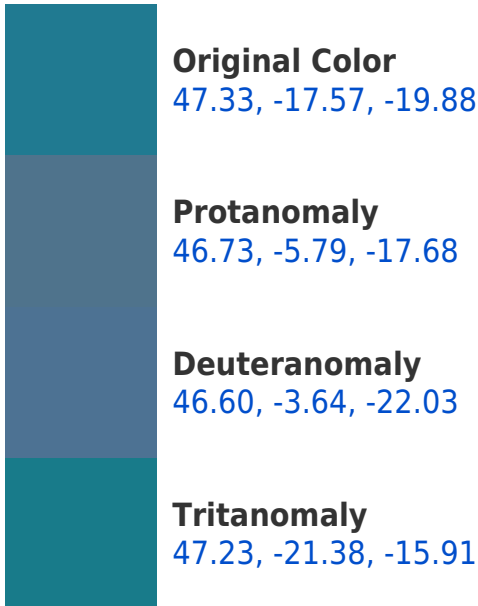 Original Color
47.33, -17.57, -19.88
Protanomaly
46.73, -5.79, -17.68
Deuteranomaly
46.60, -3.64, -22.03
Tritanomaly
47.23, -21.38, -15.91